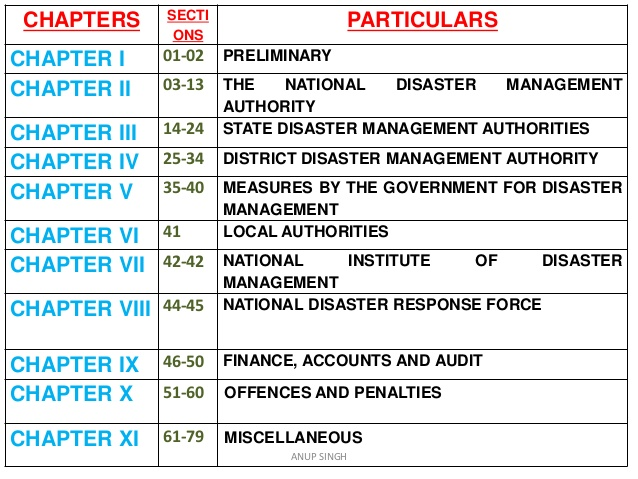 CHAPTERS SECTI PARTICULARS
ONS
CHAPTER I 01-02 PRELIMINARY
CHAPTER II 03-13 THE NATIONAL DISASTER MANAGEMENT
AUTHORITY
CHAPTER III 14-24 STATE DISASTER MANAGEMENT AUTHORITIES
CHAPTER IV 25-34 DISTRICT DISASTER MANAGEMENT AUTHORITY
CHAPTER V 35-40 MEASURES BY THE GOVERNMENT FOR DISASTER
MANAGEMENT
CHAPTER VI 41 LOCAL AUTHORITIES
CHAPTER VII 42-42 NATIONAL INSTITUTE OF DISASTER
MANAGEMENT
CHAPTER VIII 44-45 NATIONAL DISASTER RESPONSE FORCE
CHAPTER IX 46-50 FINANCE, ACCOUNTS AND AUDIT
CHAPTER X 51-60 OFFENCES AND PENALTIES
CHAPTER XI 61-79 MISCELLANEOUS
ANUP SINGH